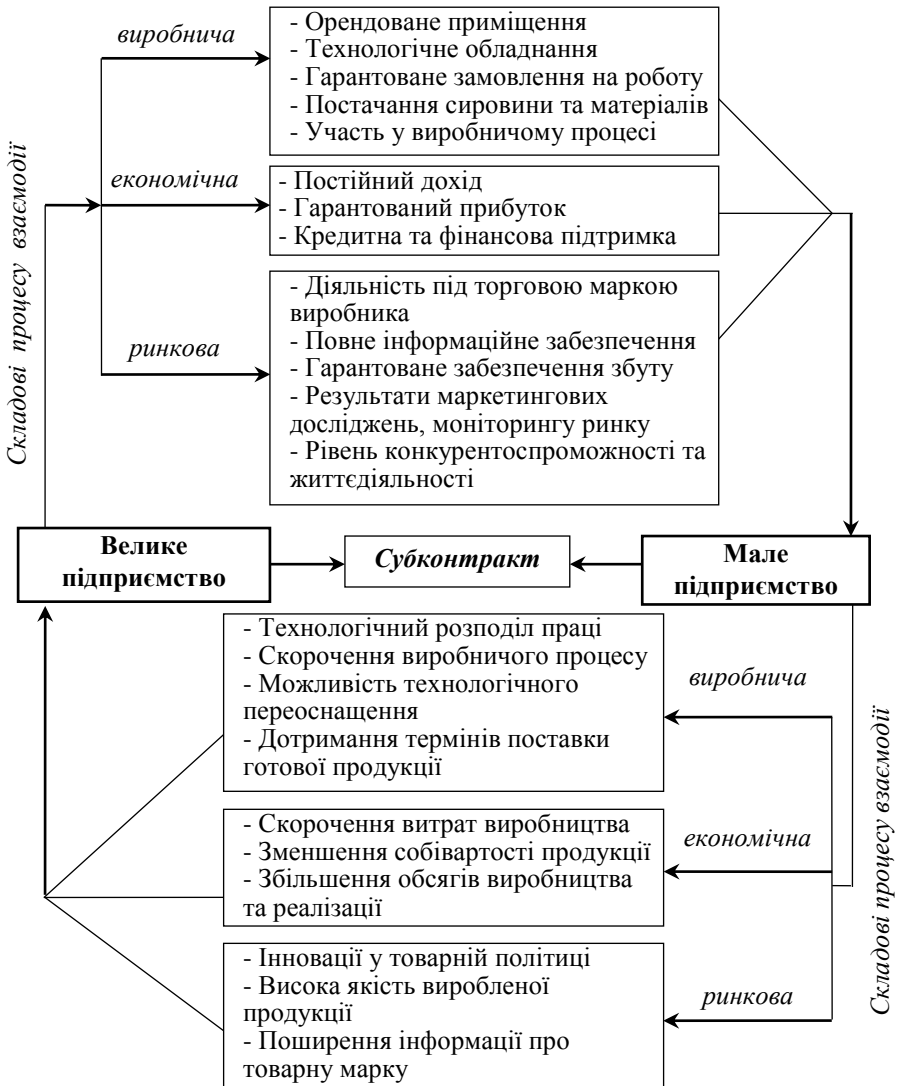 виробнича
- Орендоване приміщення
- Технологічне обладнання
- Гарантоване замовлення на роботу
- Постачання сировини та матеріалів
- Участь у виробничому процесі
Складові процесу взаємодії
економічна
- Постійний дохід
- Гарантований прибуток
- Кредитна та фінансова підтримка
ринкова
- Діяльність під торговою маркою
виробника
- Повне інформаційне забезпечення
- Гарантоване забезпечення збуту
- Результати маркетингових
досліджень, моніторингу ринку
- Рівень конкурентоспроможності та
життєдіяльності
Велике
підприємство
Субконтракт
Мале
підприємство
- Технологічний розподіл праці
- Скорочення виробничого процесу
- Можливість технологічного
переоснащення
- Дотримання термінів поставки
готової продукції
виробнича
Складові процесу взаємодії
- Скорочення витрат виробництва
- Зменшення собівартості продукції
- Збільшення обсягів виробництва
та реалізації
економічна
- Інновації у товарній політиці
- Висока якість виробленої
продукції
- Поширення інформації про
товарну марку
ринкова